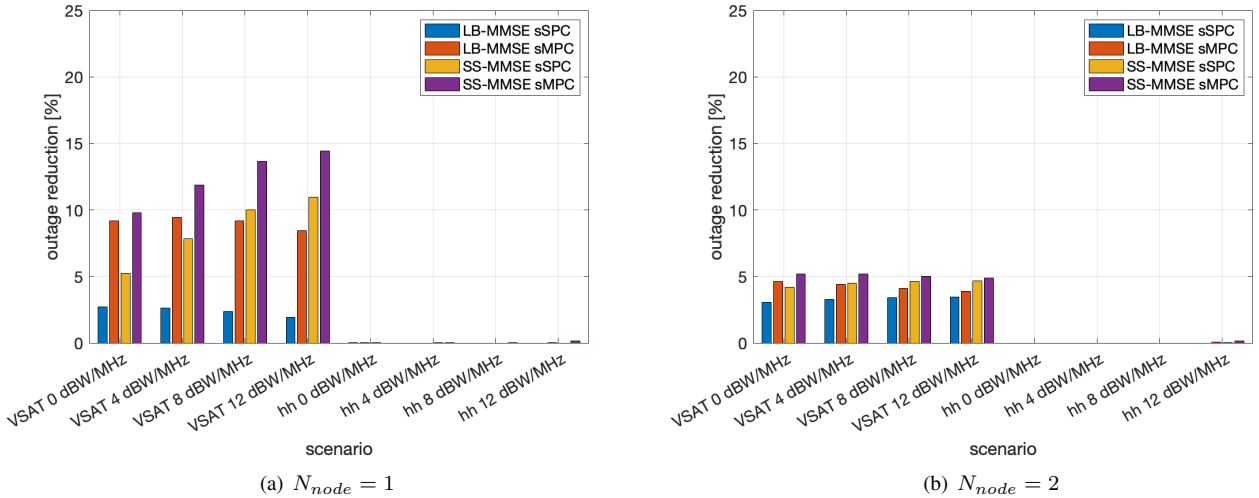 25
20
15
10
5
0
outage reduction [%]
LB-MMSE sSPC
LB-MMSE sMPC
SS-MMSE sSPC
SS-MMSE sMPC
VSAT 0 dBW/MHz
VSAT 4 dBW/MHz
VSAT 8 dBW/MHz
VSAT 12 dBW/MHz
hh 0 dBW/MHz
hh 4 dBW/MHz
hh 8 dBW/MHz
hh 12 dBW/MHz
scenario
(a) N_{node} = 1
25
20
15
10
5
0
outage reduction [%]
LB-MMSE sSPC
LB-MMSE sMPC
SS-MMSE sSPC
SS-MMSE sMPC
VSAT 0 dBW/MHz
VSAT 4 dBW/MHz
VSAT 8 dBW/MHz
VSAT 12 dBW/MHz
hh 0 dBW/MHz
hh 4 dBW/MHz
hh 8 dBW/MHz
hh 12 dBW/MHz
scenario
(b) N_{node} = 2